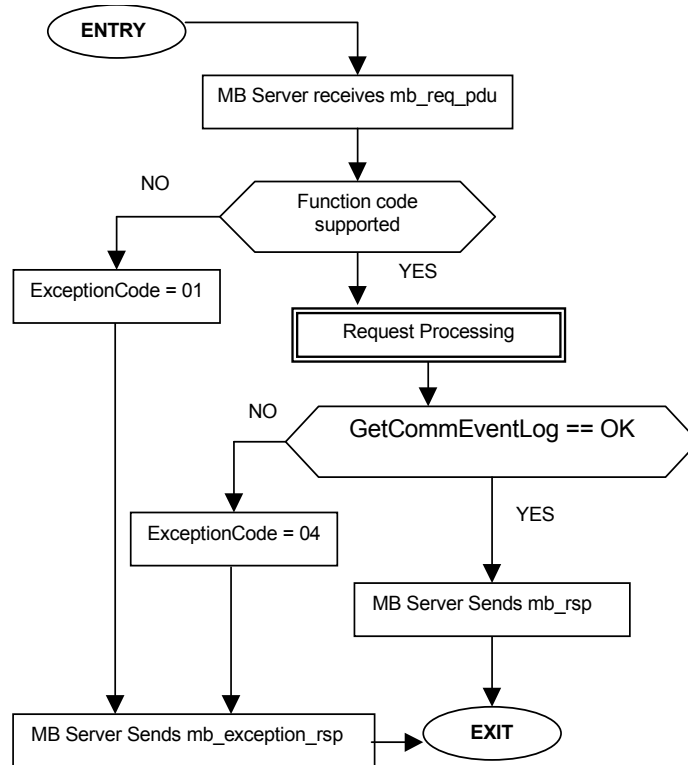 ENTRY
MB Server receives mb_req_pdu
NO
Function code
supported
YES
ExceptionCode = 01
Request Processing
NO
GetCommEventLog == OK
YES
ExceptionCode = 04
MB Server Sends mb_rsp
MB Server Sends mb_exception_rsp
EXIT